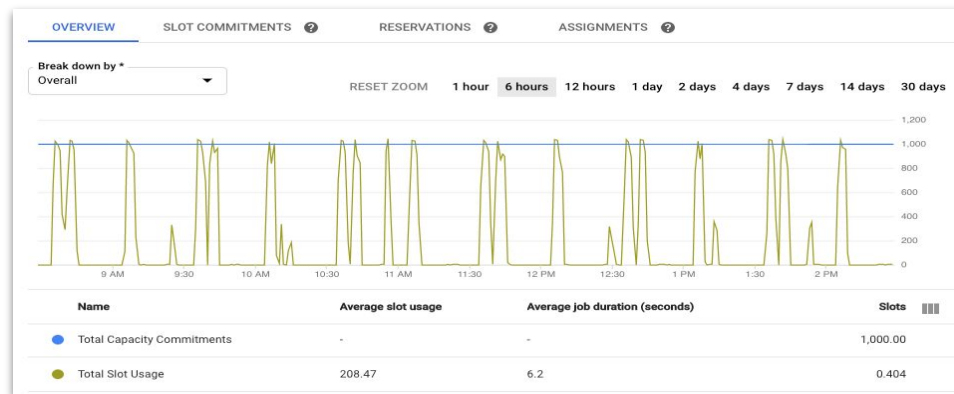 OVERVIEW SLOT COMMITMENTS ? RESERVATIONS ? ASSIGNMENTS ?
Break down by *
Overall
RESET ZOOM 1 hour 6 hours 12 hours 1 day 2 days 4 days 7 days 14 days 30 days
1,200
1,000
800
600
400
200
0
9 AM 9:30 10 AM 10:30 11 AM 11:30 12 PM 12:30 1 PM 1:30 2 PM
Name Average slot usage Average job duration (seconds) Slots
Total Capacity Commitments - - 1,000.00
Total Slot Usage 208.47 6.2 0.404